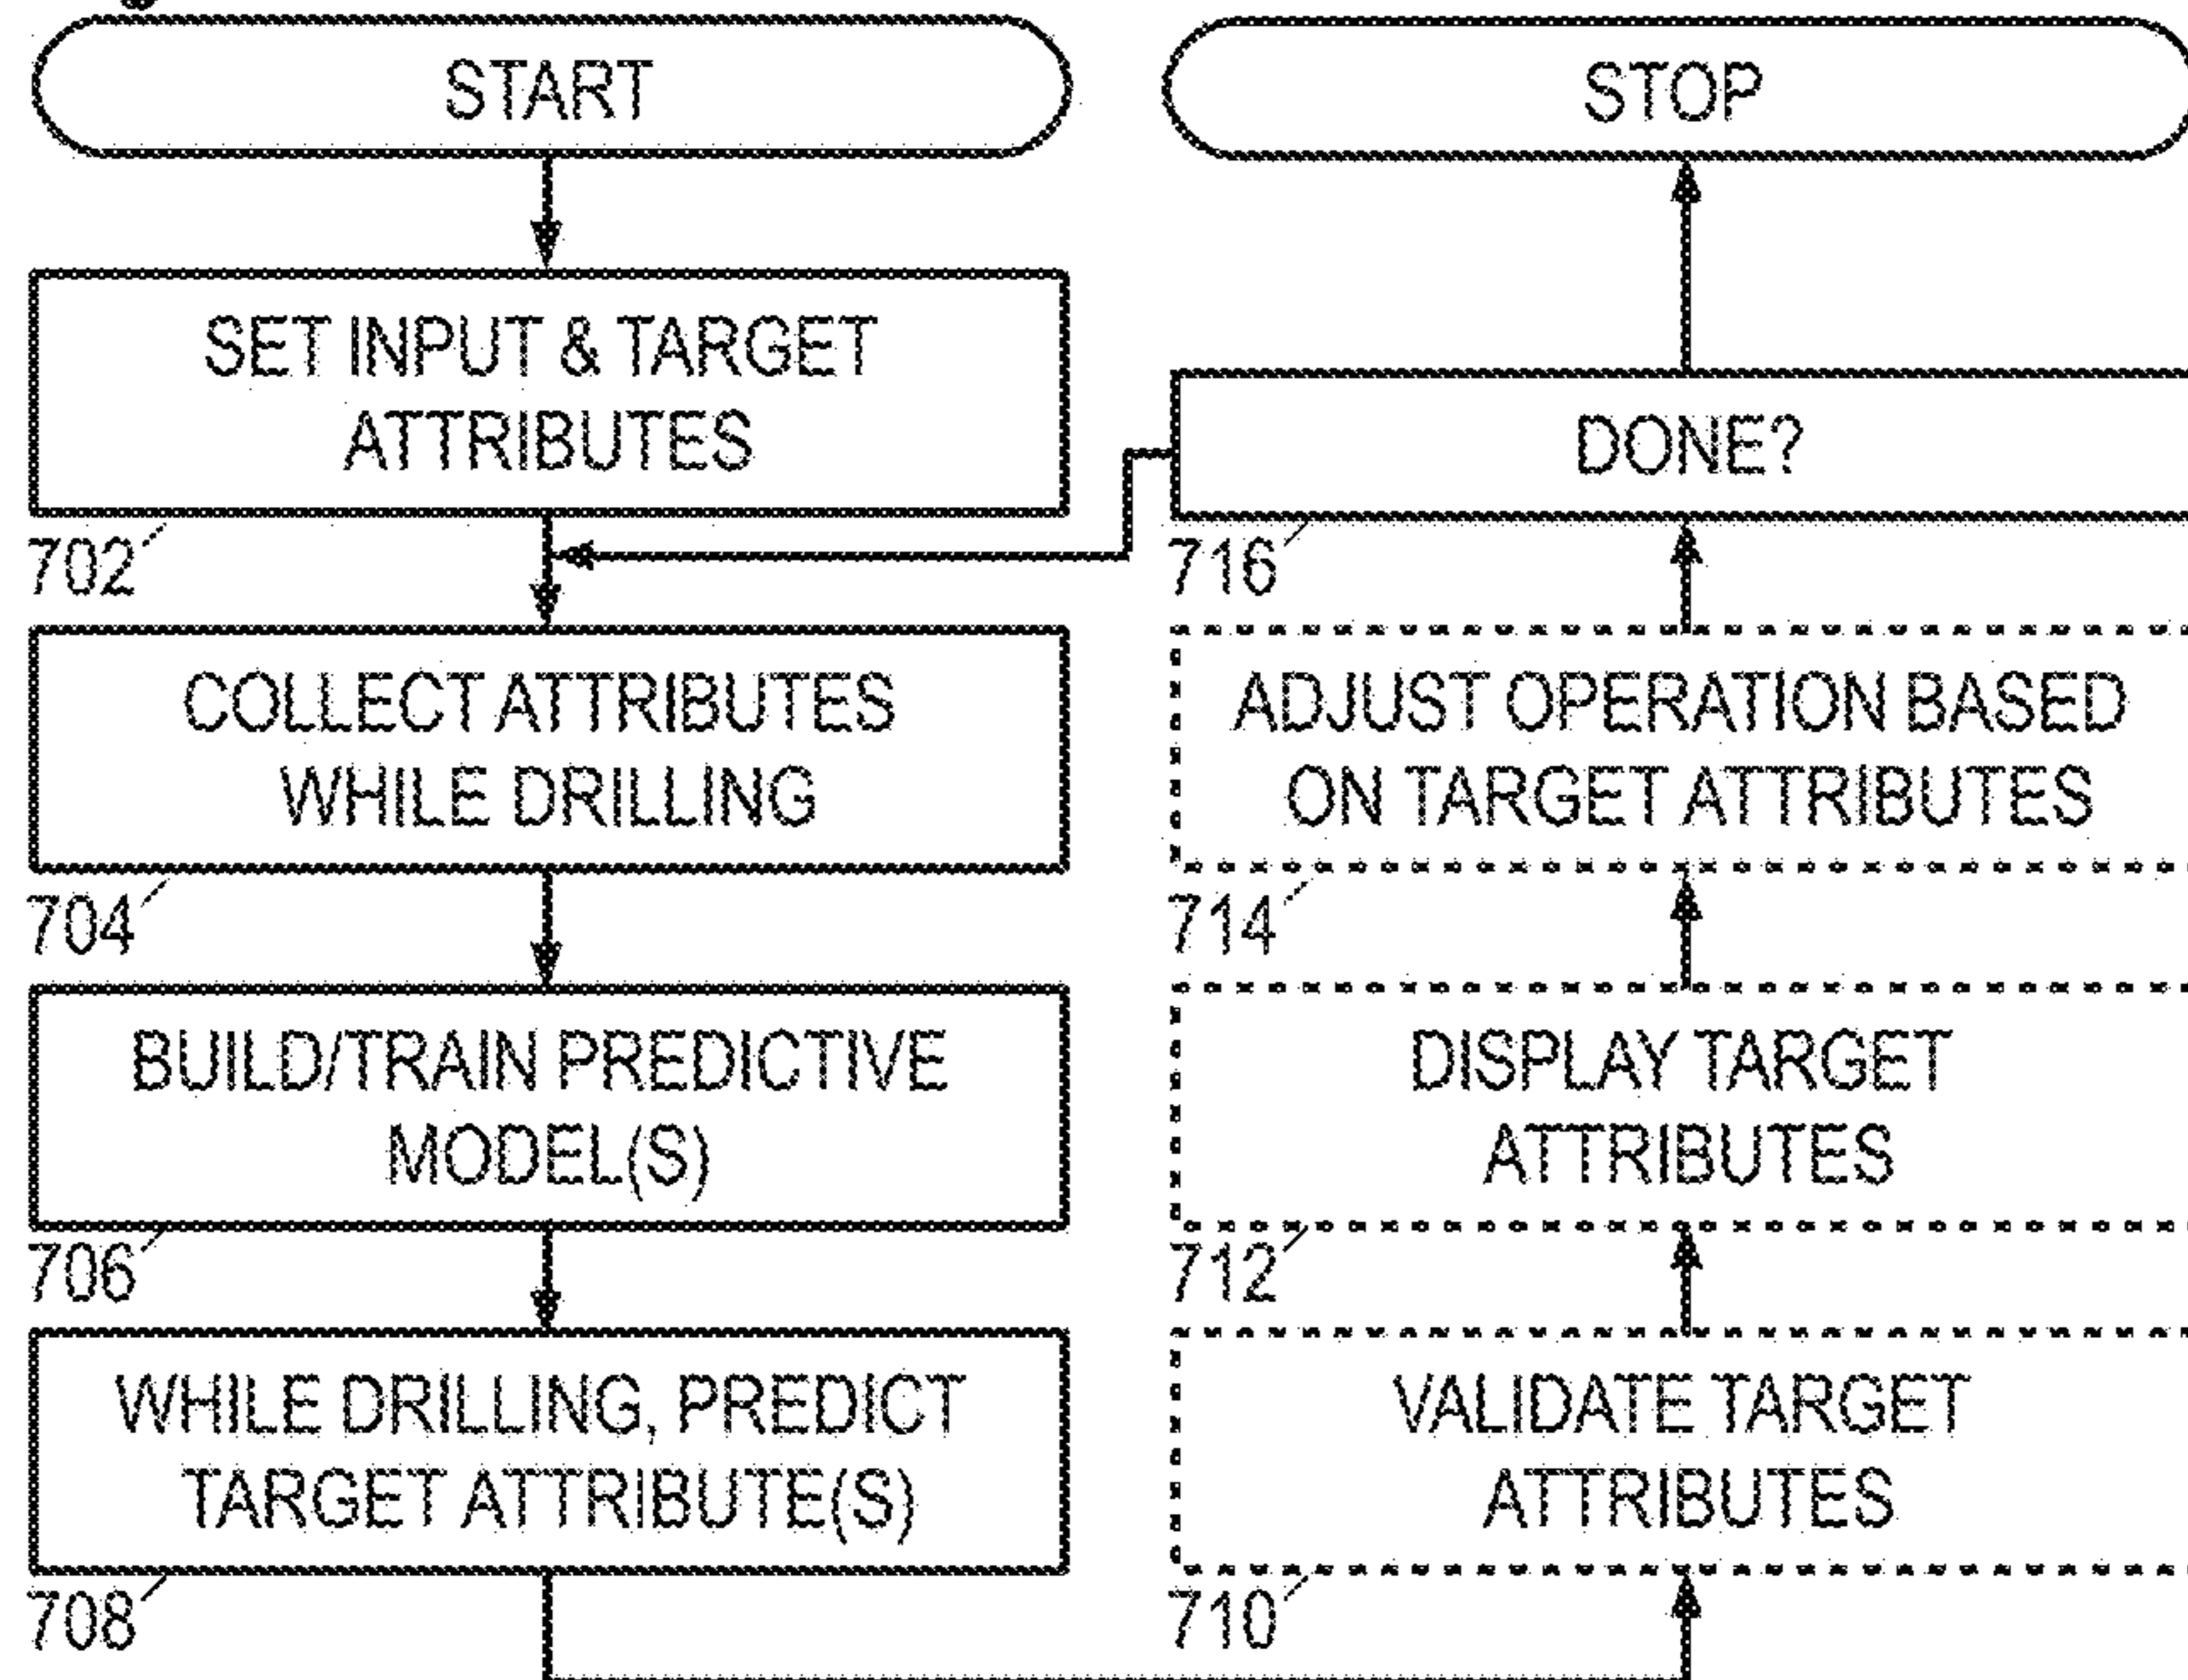 START
SET INPUT & TARGET
ATTRIBUTES
702
COLLECT ATTRIBUTES
WHILE DRILLING
704
BUILD/TRAIN PREDICTIVE
MODEL(S)
706
WHILE DRILLING, PREDICT
TARGET ATTRIBUTE(S)
708
STOP
DONE?
716
ADJUST OPERATION BASED
ON TARGET ATTRIBUTES
714
DISPLAY TARGET
ATTRIBUTES
712
VALIDATE TARGET
ATTRIBUTES
710